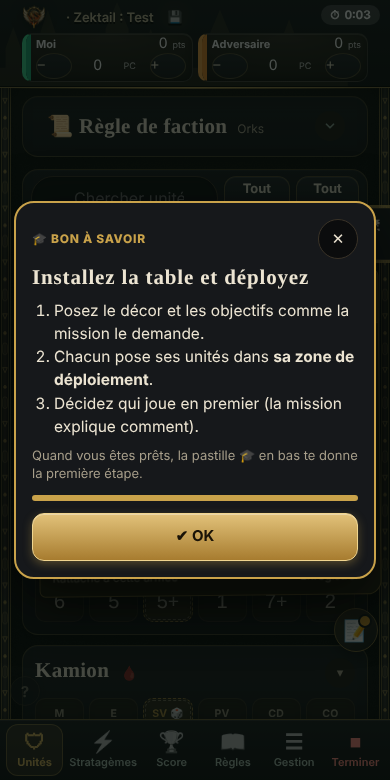 · Zektail : Test 💾 0:03
Moi 0 pts
− 0 PC +
Adversaire 0 pts
− 0 PC +
📜 Règle de faction Orks
Chercher unité Tout Tout
🎓 BON À SAVOIR ✕
Installez la table et déployez
1. Posez le décor et les objectifs comme la
mission le demande.
2. Chacun pose ses unités dans sa zone de
déploiement.
3. Décidez qui joue en premier (la mission
explique comment).
Quand vous êtes prêts, la pastille 🎓 en bas te donne
la première étape.
✔ OK
6 5 5+ 1 7+ 2
Kamion 🩸 ▼
?
M E SV 🎲 PV CD CO
Unités Stratagèmes Score Règles Gestion Terminer